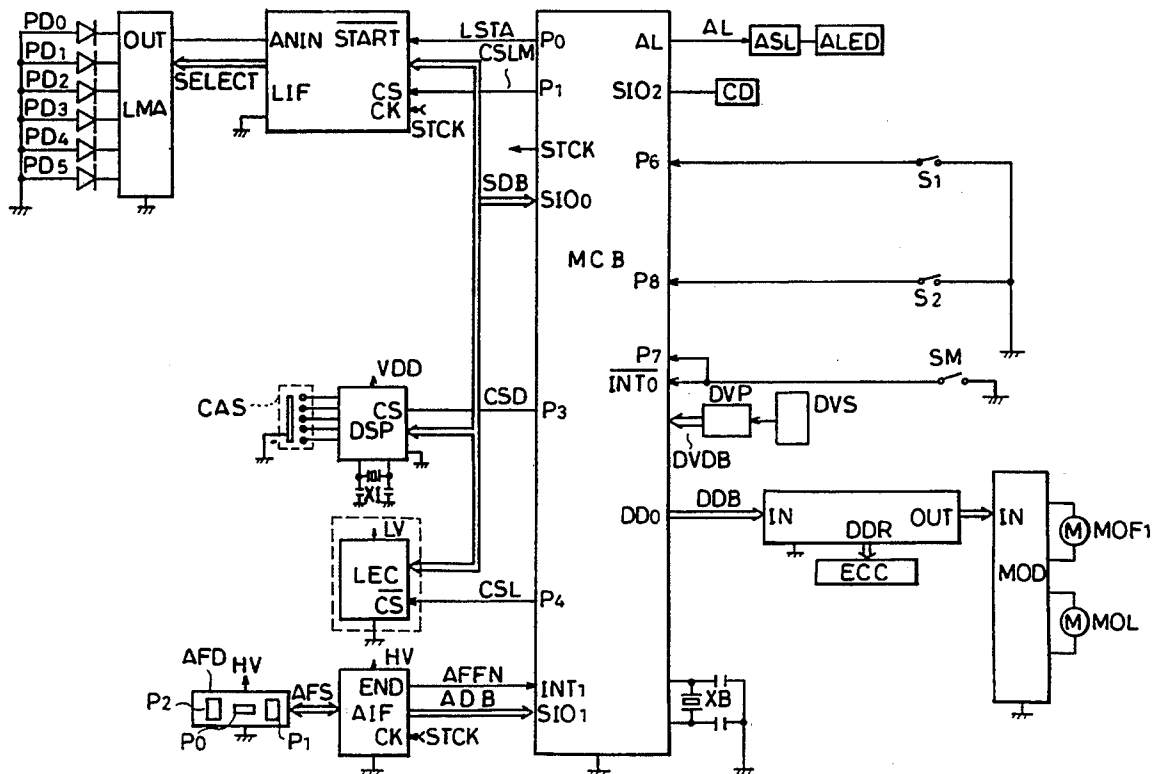 PD0
PD1
PD2
PD3
PD4
PD5
OUT
LMA
SELECT
ANIN
START
LIF
CS
CK
STCK
LSTA
CSLM
P0
P1
STCK
SDB
SIO0
MCB
AL
AL
ASL
ALED
SIO2
CD
P6
S1
P8
S2
P7
INT0
SM
DVP
DVS
DVDB
VDD
CAS
CS
DSP
X1
CSD
P3
LV
LEC
CS
CSL
P4
DD0
DDB
IN
OUT
DDR
ECC
IN
MOD
M
MOF1
M
MOL
AFD
HV
P2
P0
P1
AFS
HV
END
AIF
CK
AFFN
ADB
STCK
INT1
SIO1
XB